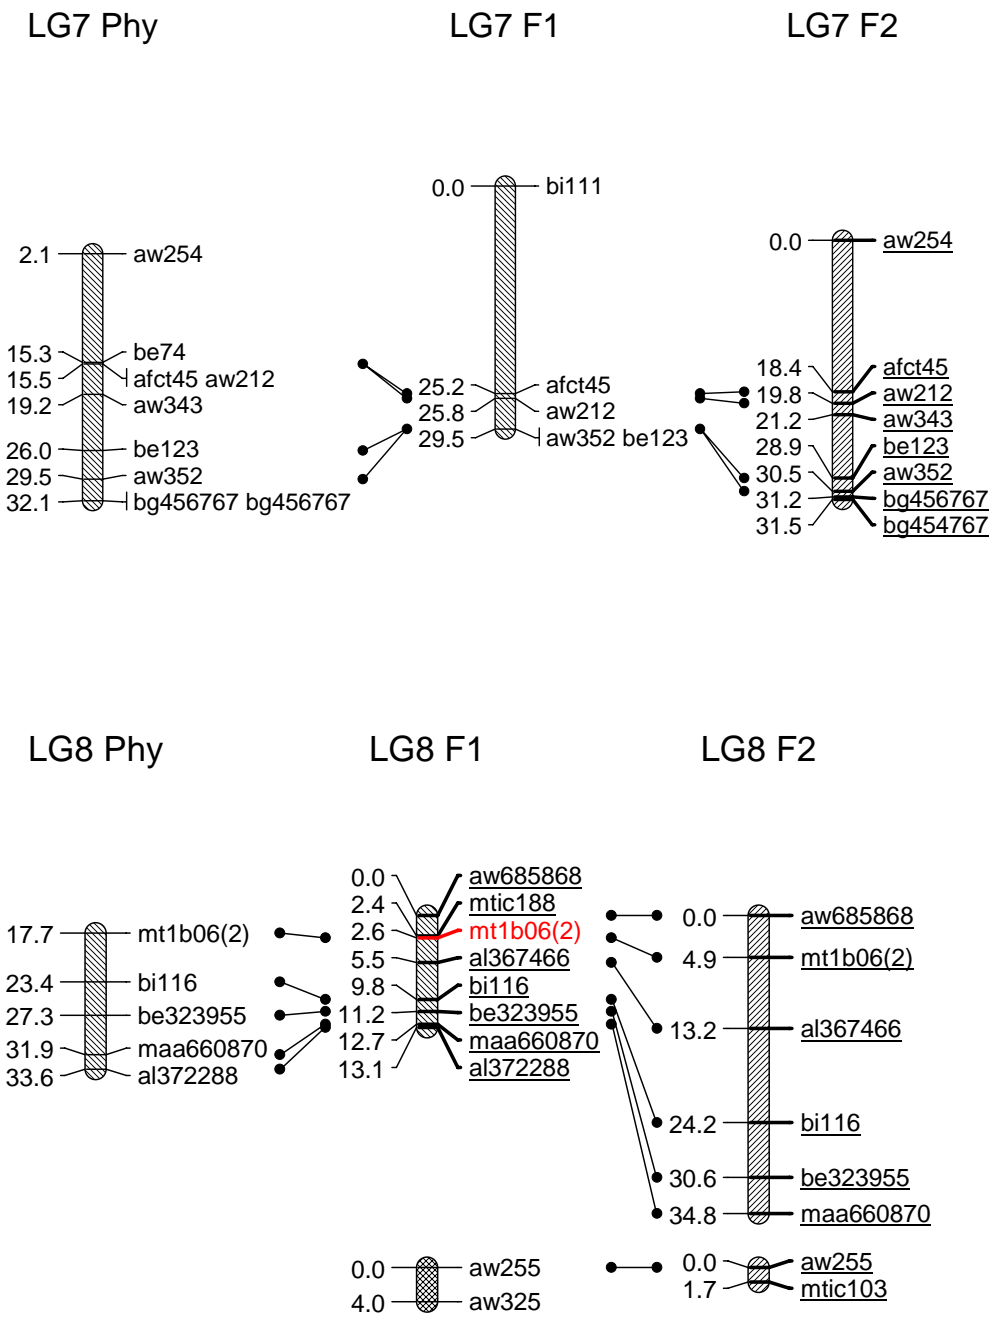 LG7 Phy
LG7 F1
LG7 F2
2.1 aw254
15.3 be74
15.5 afct45 aw212
19.2 aw343
26.0 be123
29.5 aw352
32.1 bg456767 bg456767
0.0 bi111
25.2 afct45
25.8 aw212
29.5 aw352 be123
0.0 aw254
18.4 afct45
19.8 aw212
21.2 aw343
28.9 be123
30.5 aw352
31.2 bg456767
31.5 bg454767
LG8 Phy
LG8 F1
LG8 F2
17.7 mt1b06(2)
23.4 bi116
27.3 be323955
31.9 maa660870
33.6 al372288
0.0 aw685868
2.4 mtic188
2.6 mt1b06(2)
5.5 al367466
9.8 bi116
11.2 be323955
12.7 maa660870
13.1 al372288
0.0 aw255
4.0 aw325
0.0 aw685868
4.9 mt1b06(2)
13.2 al367466
24.2 bi116
30.6 be323955
34.8 maa660870
0.0 aw255
1.7 mtic103